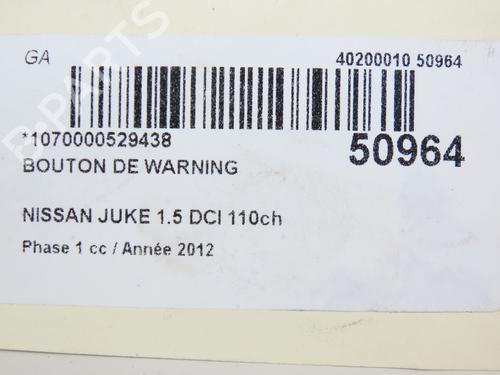 GA
40200010 50964
*1070000529438
50964
BOUTON DE WARNING
NISSAN JUKE 1.5 DCI 110ch
Phase 1 cc / Année 2012
B-PARTS